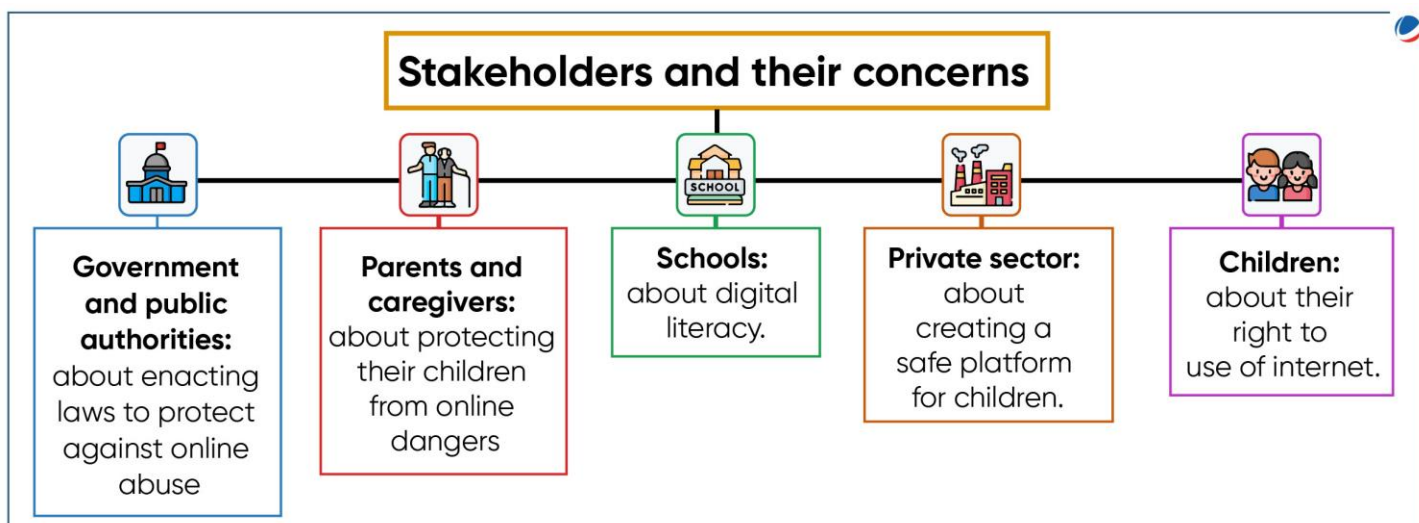 Stakeholders and their concerns
SCHOOL
Government
and public
authorities:
about enacting
laws to protect
against online
abuse
Parents and
caregivers:
about protecting
their children
from online
dangers
Schools:
about digital
literacy.
Private sector:
about
creating a
safe platform
for children.
Children:
about their
right to
use of internet.